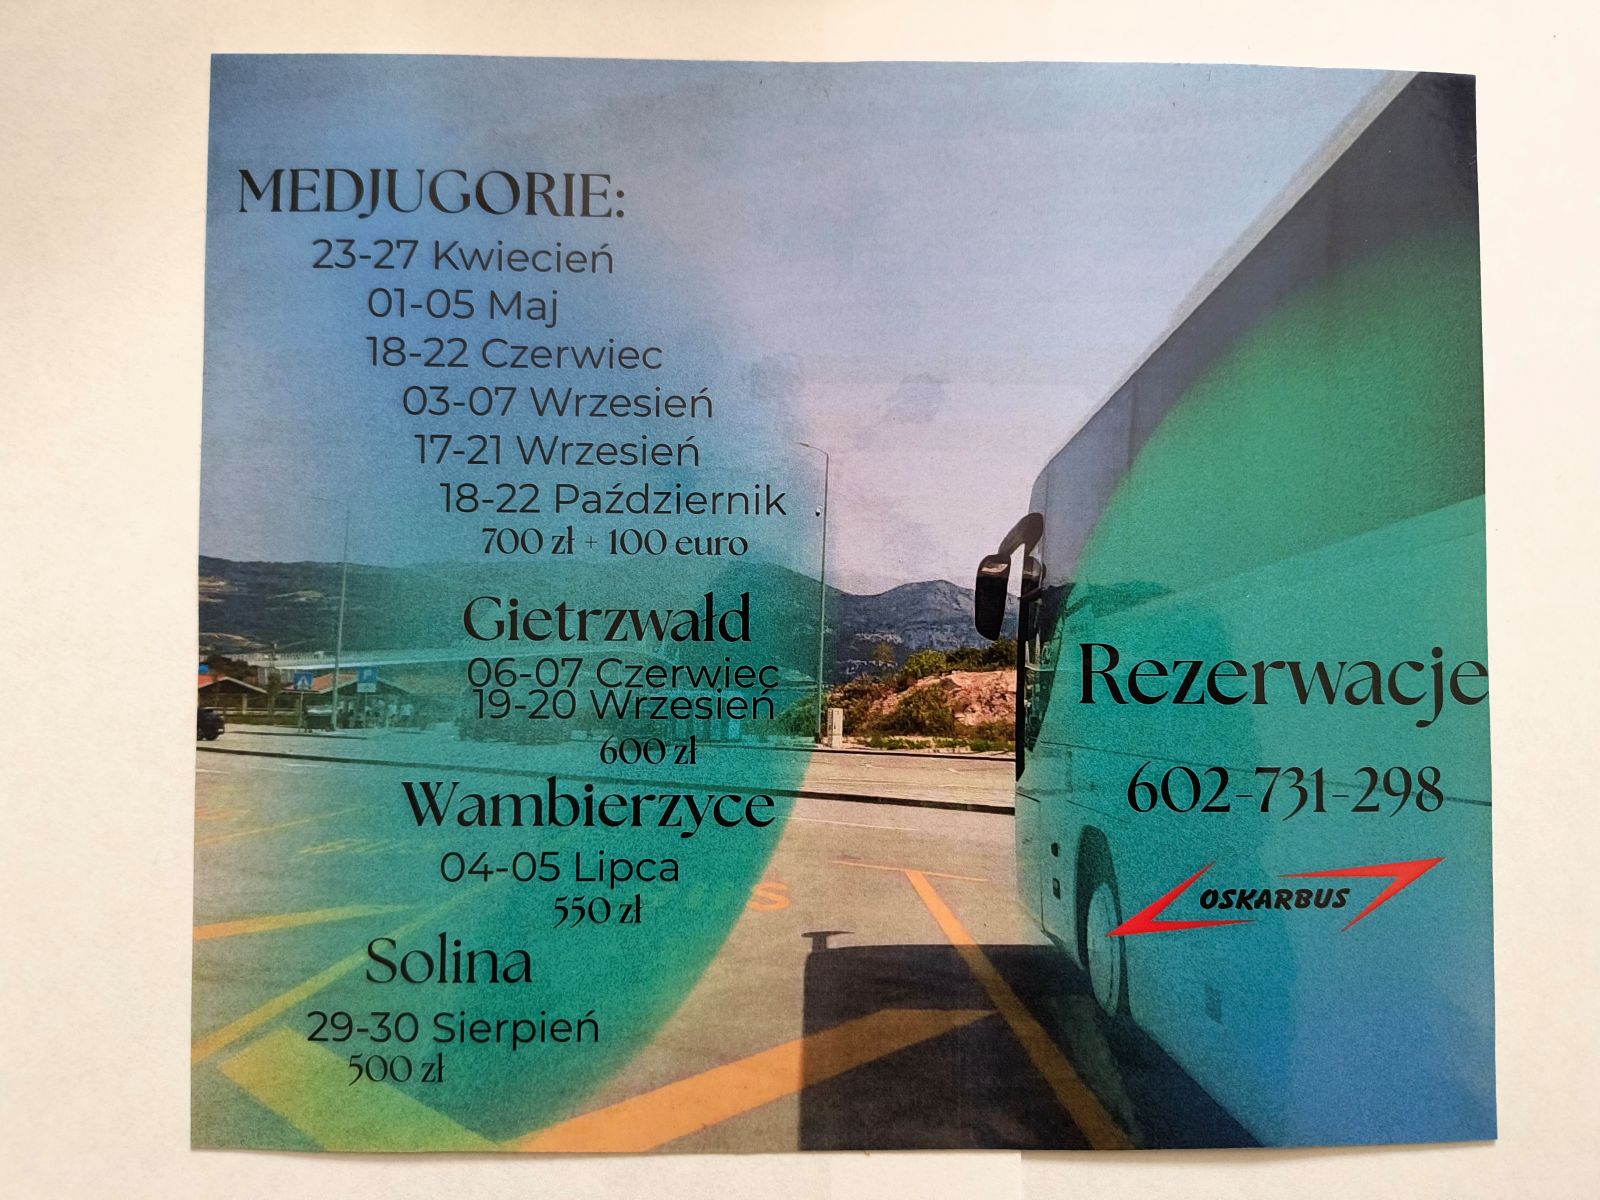 MEDJUGORIE:
23-27 Kwiecień
01-05 Maj
18-22 Czerwiec
03-07 Wrzesień
17-21 Wrzesień
18-22 Październik
700 zł + 100 euro
Gietrzwałd
06-07 Czerwiec
19-20 Wrzesień
600 zł
Wambierzyce
04-05 Lipca
550 zł
Solina
29-30 Sierpień
500 zł
Rezerwacje
602-731-298
OSKARBUS